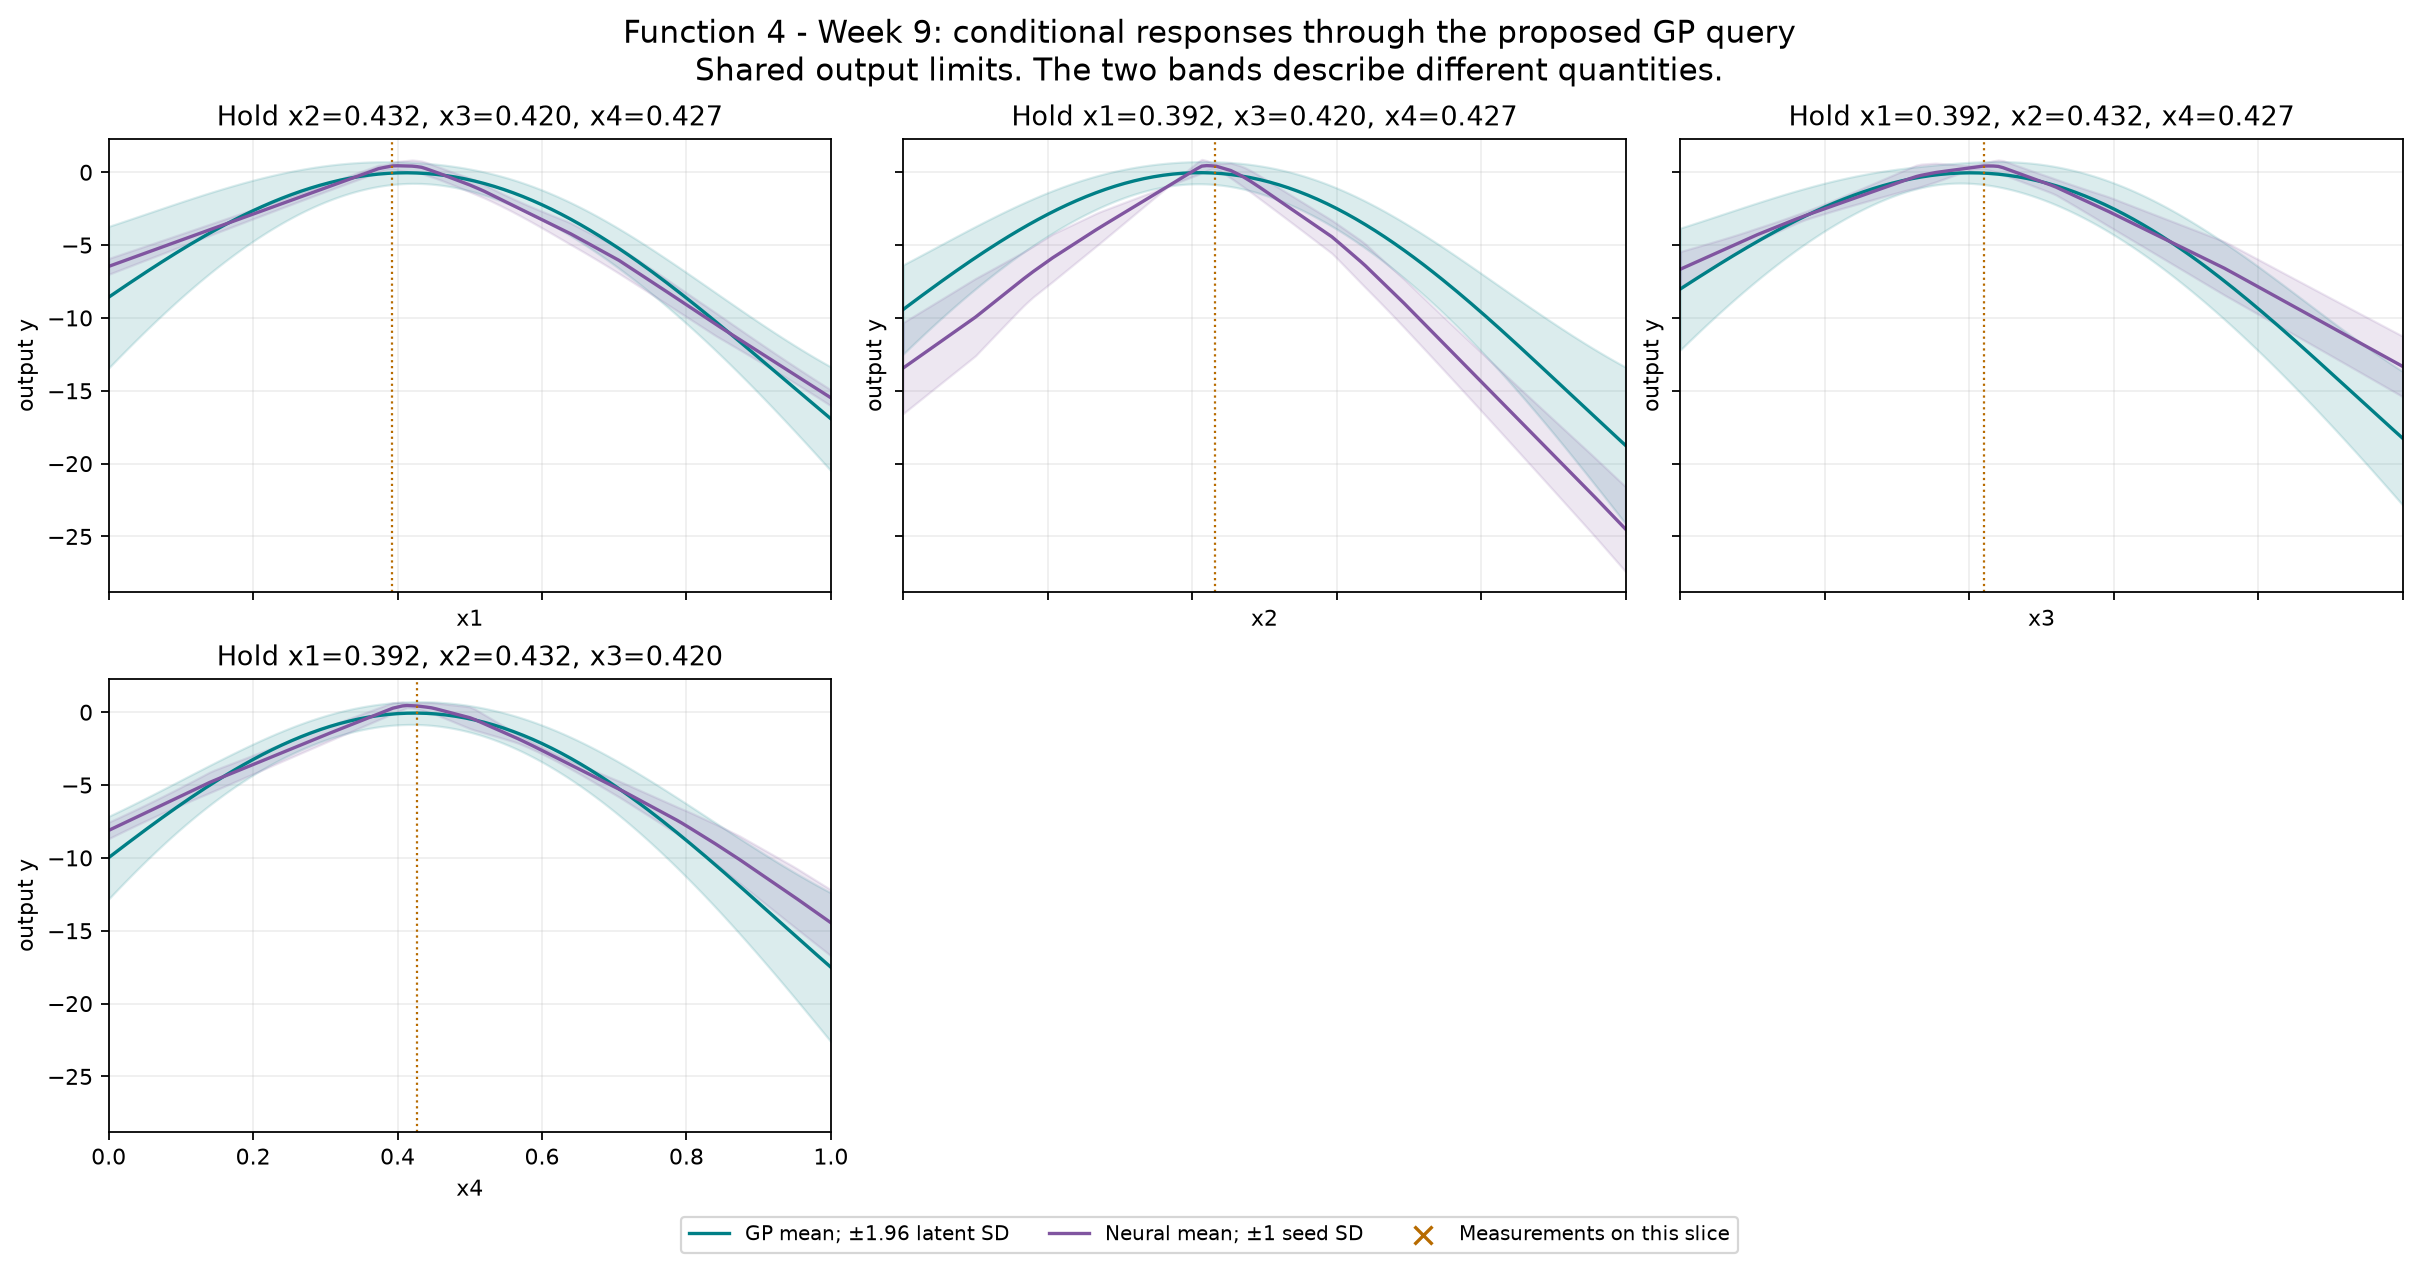 Function 4 - Week 9: conditional responses through the proposed GP query
Shared output limits. The two bands describe different quantities.
Hold x2=0.432, x3=0.420, x4=0.427
Hold x1=0.392, x3=0.420, x4=0.427
Hold x1=0.392, x2=0.432, x4=0.427
0
−5
−10
−15
−20
−25
output y
output y
output y
x1
x2
x3
Hold x1=0.392, x2=0.432, x3=0.420
0
−5
−10
−15
−20
−25
output y
0.0 0.2 0.4 0.6 0.8 1.0
x4
GP mean; ±1.96 latent SD
Neural mean; ±1 seed SD
Measurements on this slice